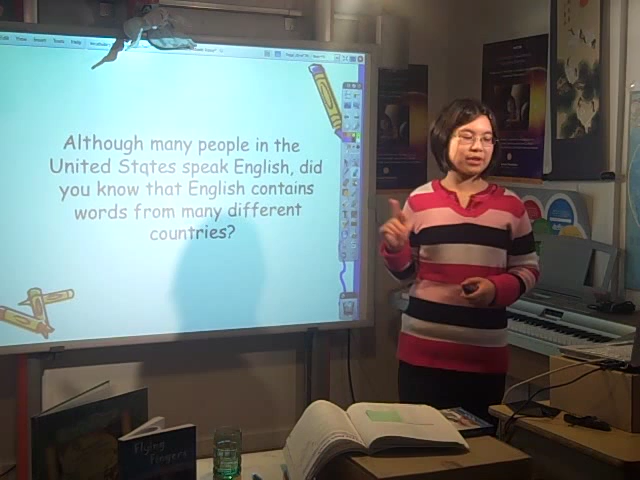 Although many people in the
United States speak English, did
you know that English contains
words from many different
countries?
Flying
Fingers